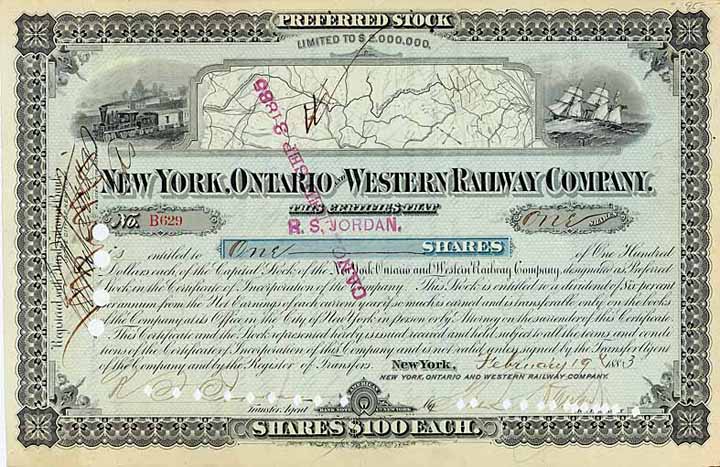 PREFERRED STOCK
LIMITED TO $2,000,000.
NEW YORK, ONTARIO AND WESTERN RAILWAY COMPANY.
THIS CERTIFIES THAT
No. B629
R. S. JORDAN,
One SHARES
is entitled to One SHARES of One Hundred
Dollars each, of the Capital Stock of the New York Ontario and Western Railway Company, designated as Preferred
Stock in the Certificate of Incorporation of the Company. This Stock is entitled to a dividend of Six per cent
per annum from the Net Earnings of each current year if so much is earned and is transferable only on the books
of the Company at its Office in the City of New York in person or by Attorney on the surrender of this Certificate.
This Certificate and the Stock represented hereby is issued received and held subject to all the terms and condi
tions of the Certificate of Incorporation of this Company and is not valid unless signed by the Transfer Agent
of the Company and by the Registrar of Transfers. New York, February 1883
NEW YORK, ONTARIO AND WESTERN RAILWAY COMPANY.
Transfer Agent
AMERICAN
BANK NOTE CO. NEW YORK.
By
SHARES $100 EACH.